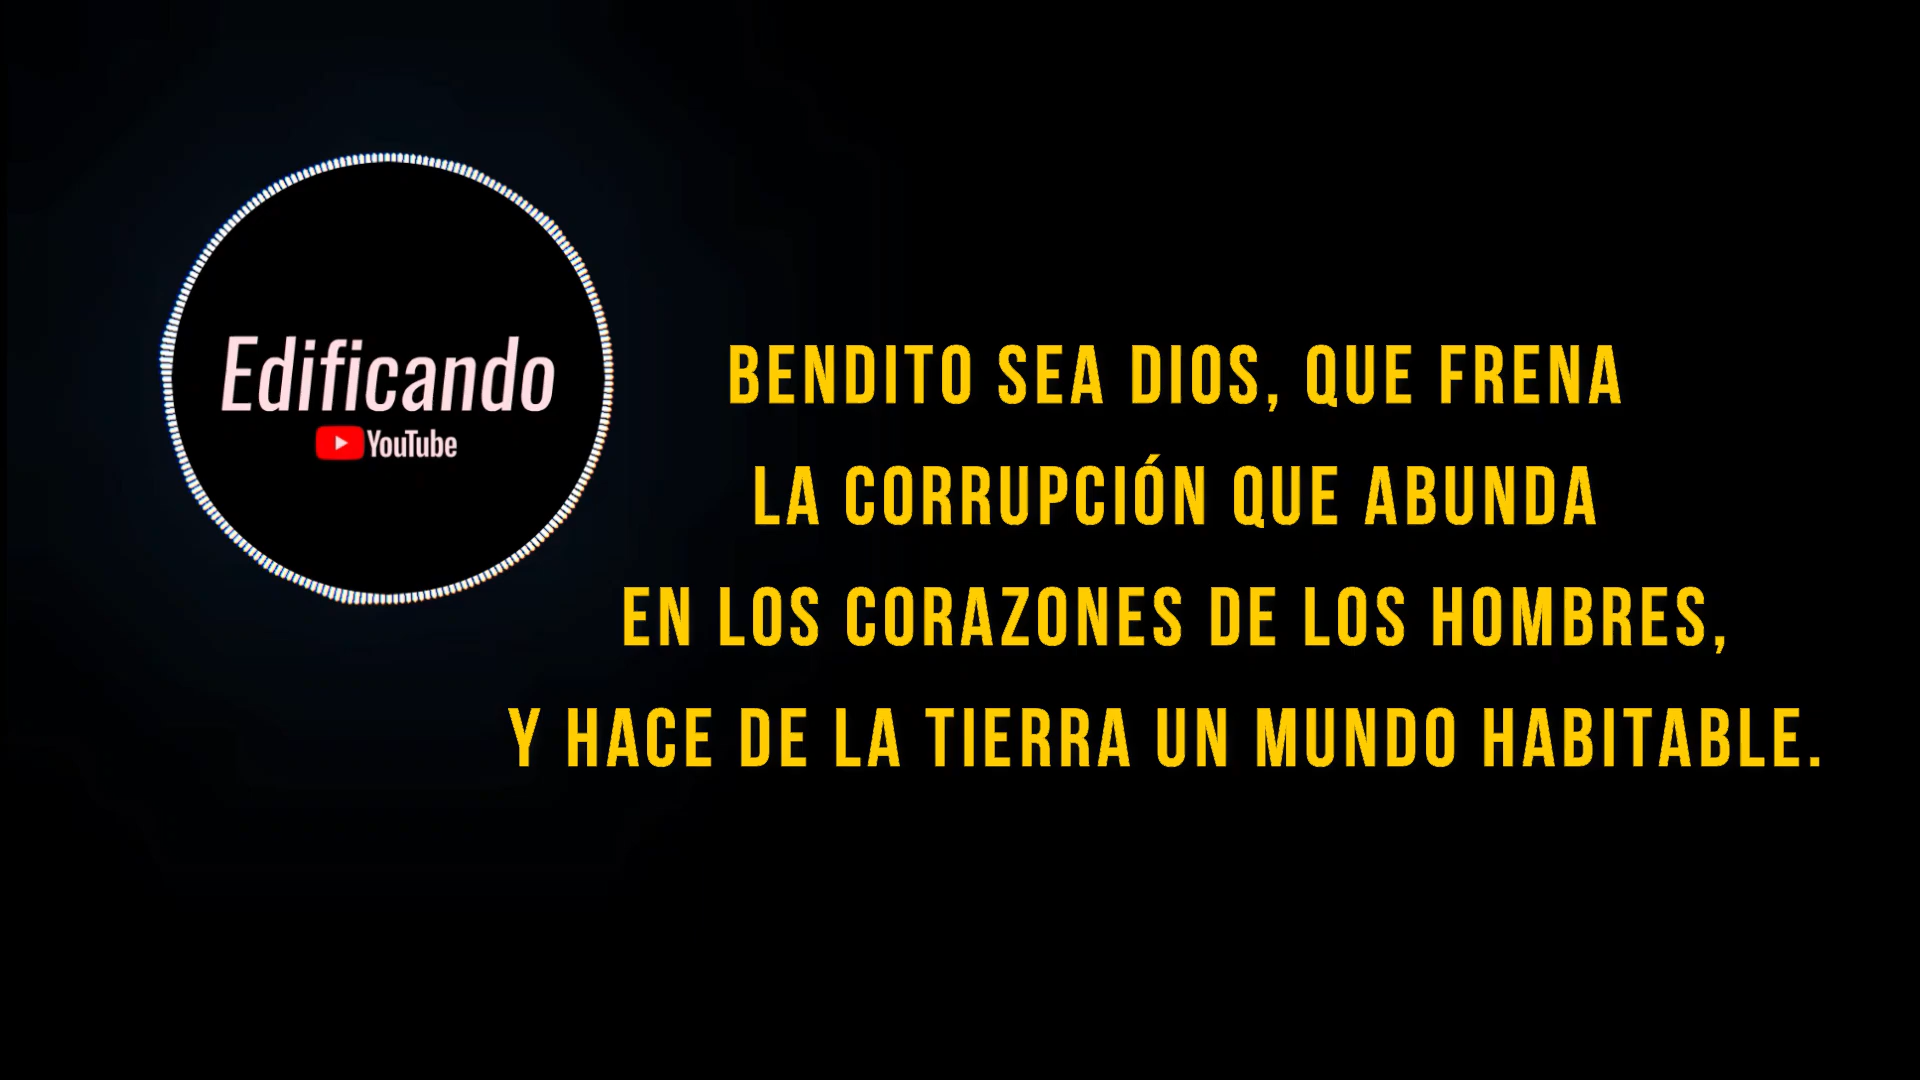 Edificando
YouTube
BENDITO SEA DIOS, QUE FRENA
LA CORRUPCIÓN QUE ABUNDA
EN LOS CORAZONES DE LOS HOMBRES,
Y HACE DE LA TIERRA UN MUNDO HABITABLE.